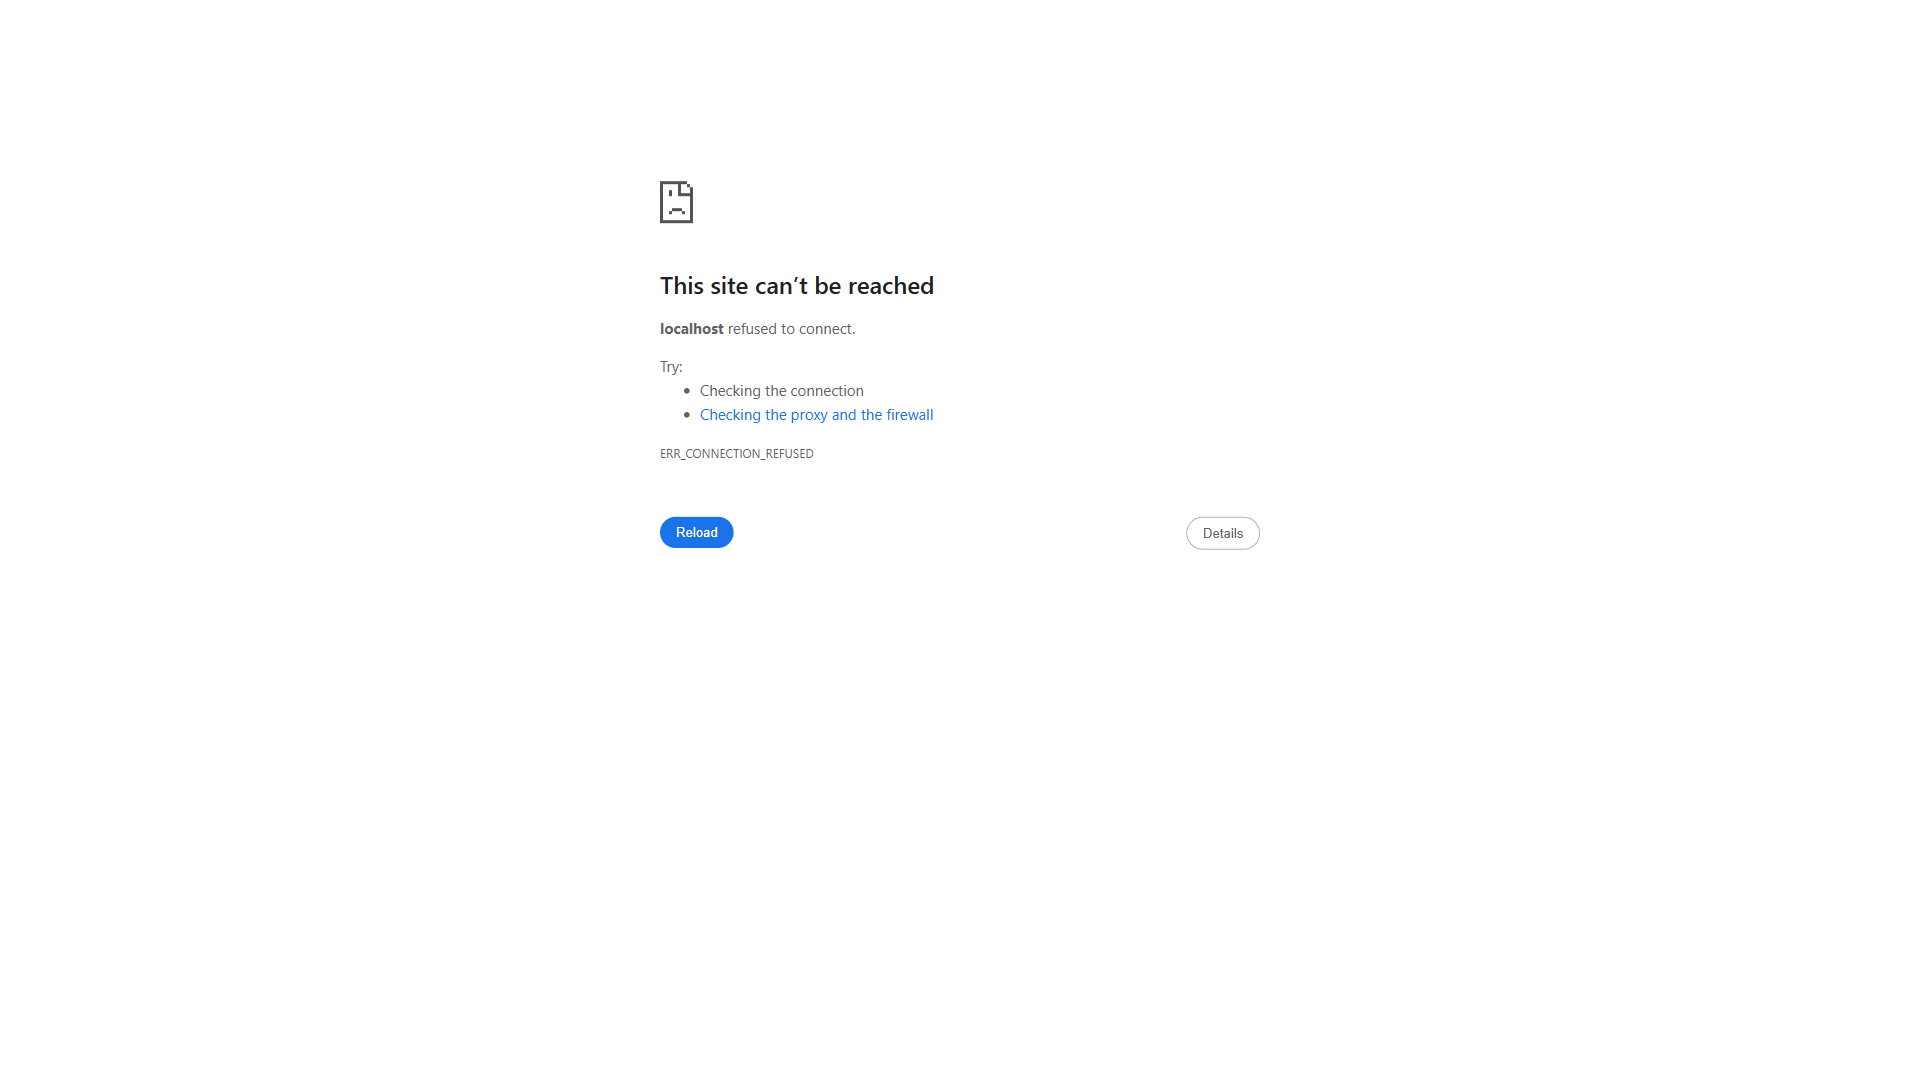 This site can’t be reached
localhost refused to connect.
Try:
Checking the connection
Checking the proxy and the firewall
ERR_CONNECTION_REFUSED
Reload
Details